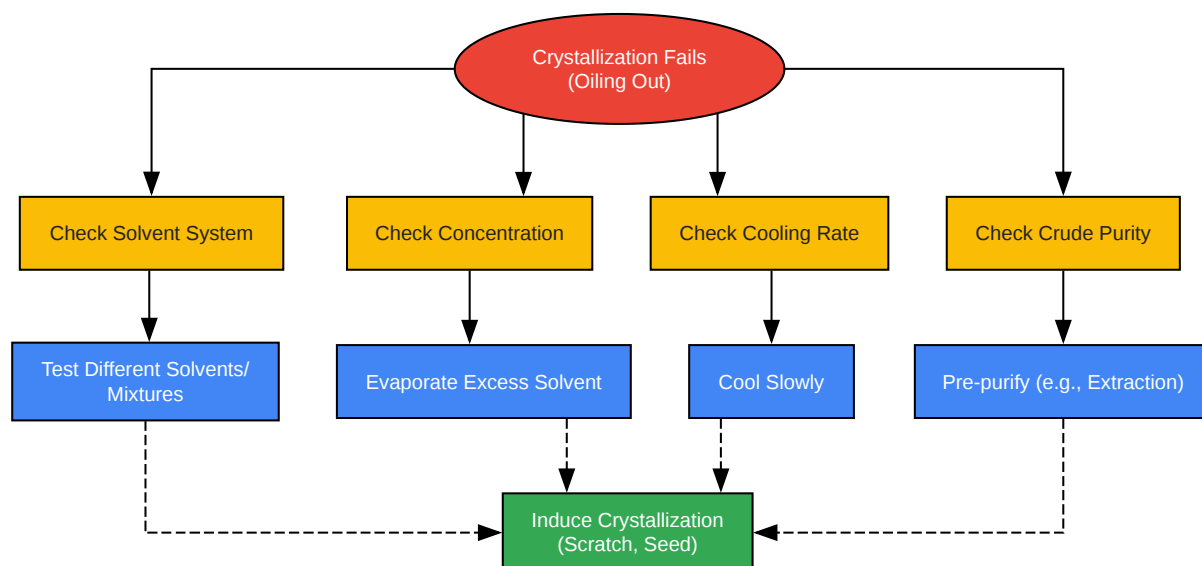 Crystallization Fails
(Oiling Out)
Check Solvent System
Check Concentration
Check Cooling Rate
Check Crude Purity
Test Different Solvents/
Mixtures
Evaporate Excess Solvent
Cool Slowly
Pre-purify (e.g., Extraction)
Induce Crystallization
(Scratch, Seed)